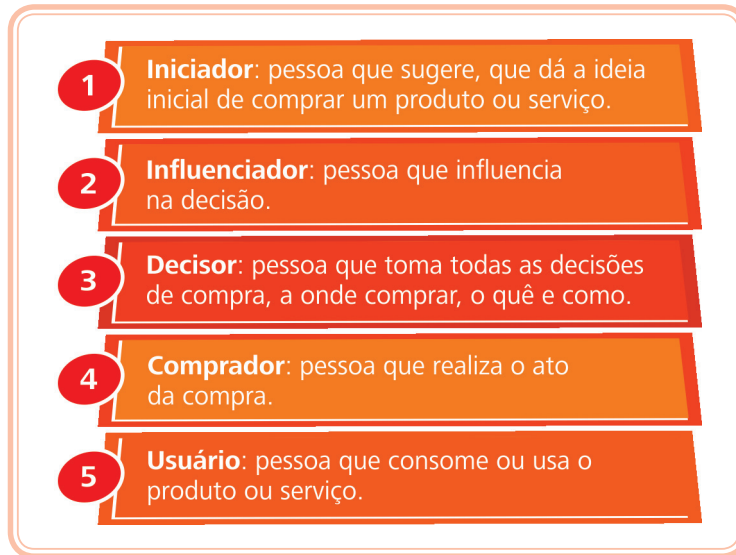 1
Iniciador: pessoa que sugere, que dá a ideia
inicial de comprar um produto ou serviço.
2
Influenciador: pessoa que influencia
na decisão.
3
Decisor: pessoa que toma todas as decisões
de compra, a onde comprar, o quê e como.
4
Comprador: pessoa que realiza o ato
da compra.
5
Usuário: pessoa que consome ou usa o
produto ou serviço.